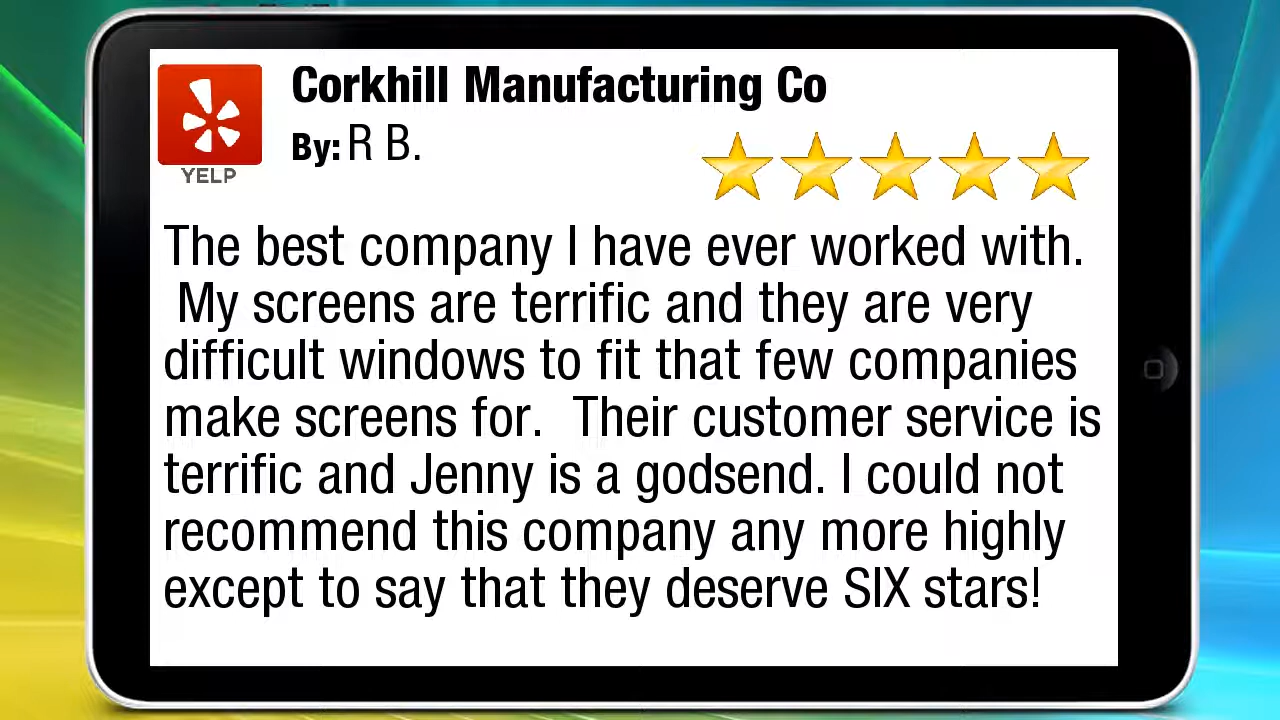 Corkhill Manufacturing Co
By: R B.
YELP
The best company I have ever worked with.
My screens are terrific and they are very
difficult windows to fit that few companies
make screens for.  Their customer service is
terrific and Jenny is a godsend. I could not
recommend this company any more highly
except to say that they deserve SIX stars!